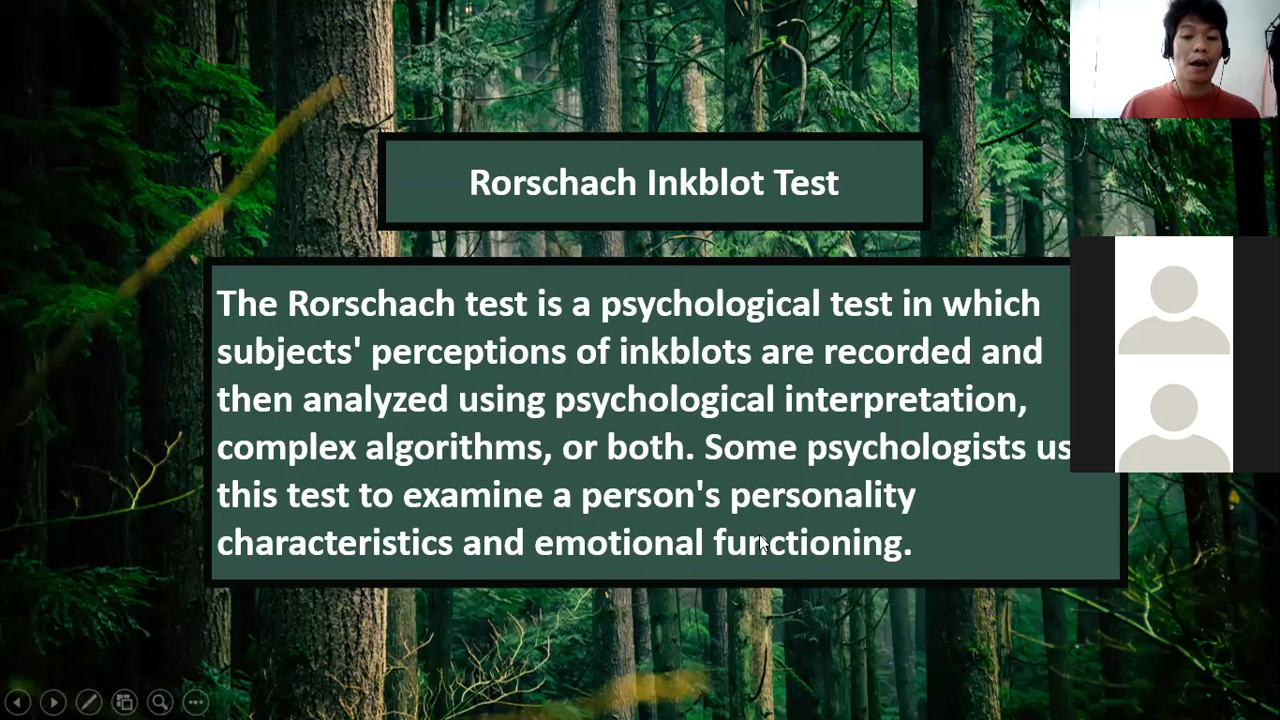 Rorschach Inkblot Test
The Rorschach test is a psychological test in which
subjects' perceptions of inkblots are recorded and
then analyzed using psychological interpretation,
complex algorithms, or both. Some psychologists us
this test to examine a person's personality
characteristics and emotional functioning.